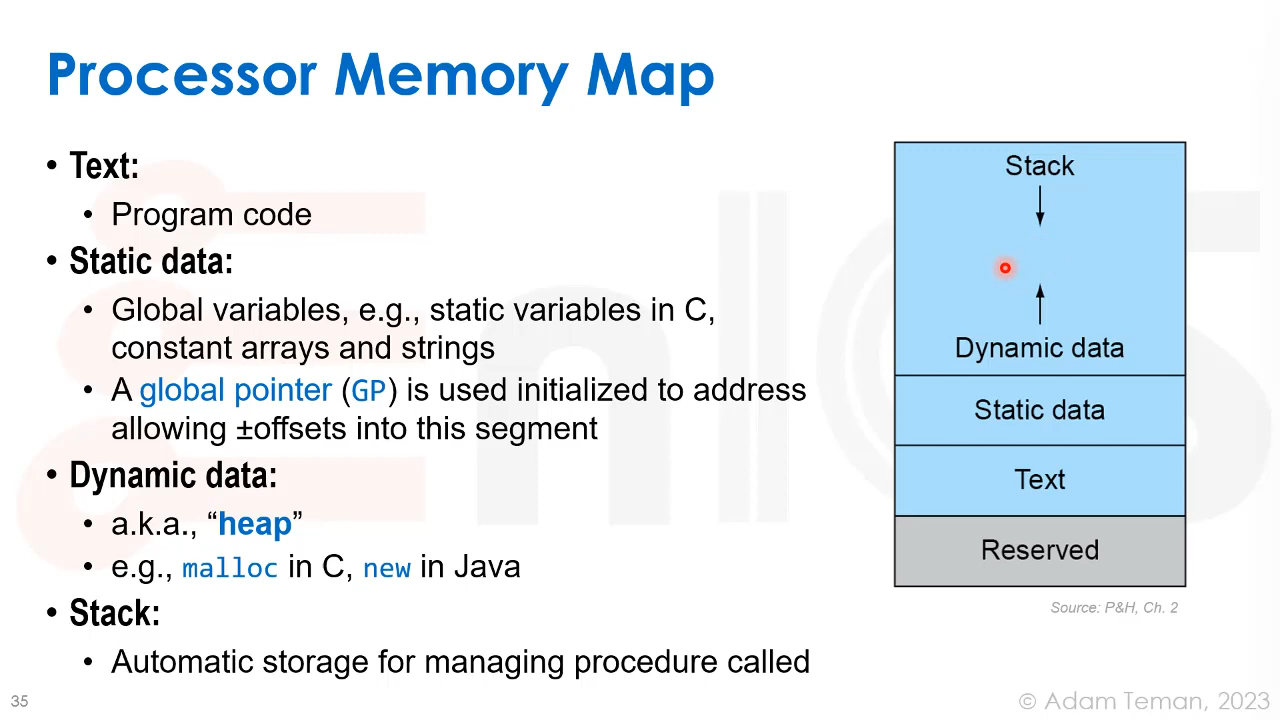 Processor Memory Map
• Text:
• Program code
• Static data:
• Global variables, e.g., static variables in C,
constant arrays and strings
• A global pointer (GP) is used initialized to address
allowing ±offsets into this segment
• Dynamic data:
• a.k.a., “heap”
• e.g., malloc in C, new in Java
• Stack:
• Automatic storage for managing procedure called
Stack
Dynamic data
Static data
Text
Reserved
Source: P&H, Ch. 2
35
© Adam Teman, 2023